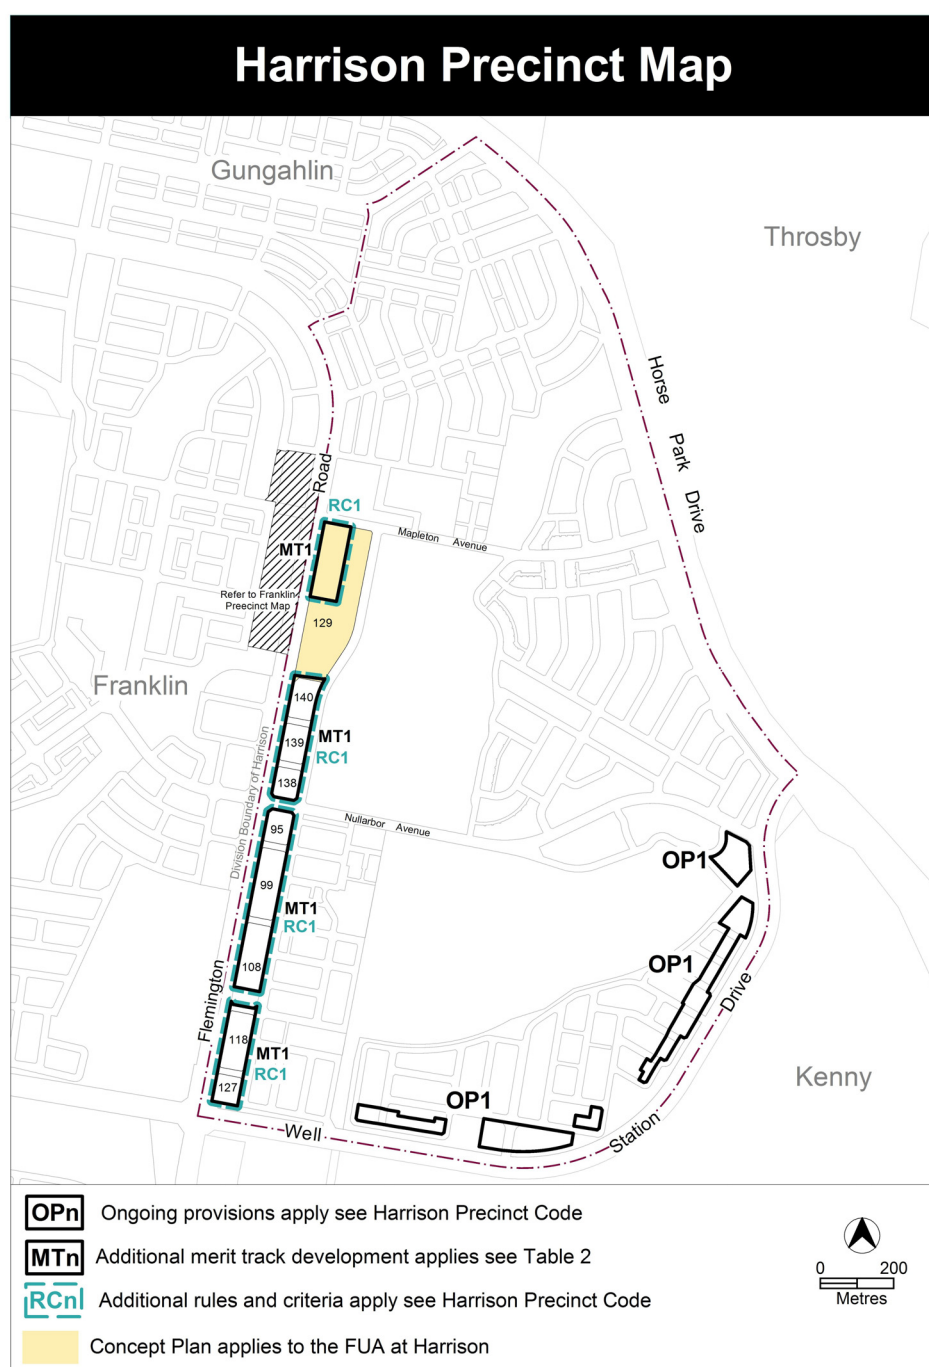 Harrison Precinct Map
Gungahlin
Throsby
Horse Park Drive
Road
RC1
Mapleton Avenue
MT1
Refer to Franklin
Preecinct Map
129
Franklin
140
MT1
139
RC1
138
Division Boundary of Harrison
Nullarbor Avenue
95
OP1
99
MT1
RC1
108
OP1
Drive
Flemington
118
MT1
RC1
127
Kenny
OP1
Well
Station
OPn Ongoing provisions apply see Harrison Precinct Code
MTn Additional merit track development applies see Table 2
RCn Additional rules and criteria apply see Harrison Precinct Code
Concept Plan applies to the FUA at Harrison
0 200
Metres